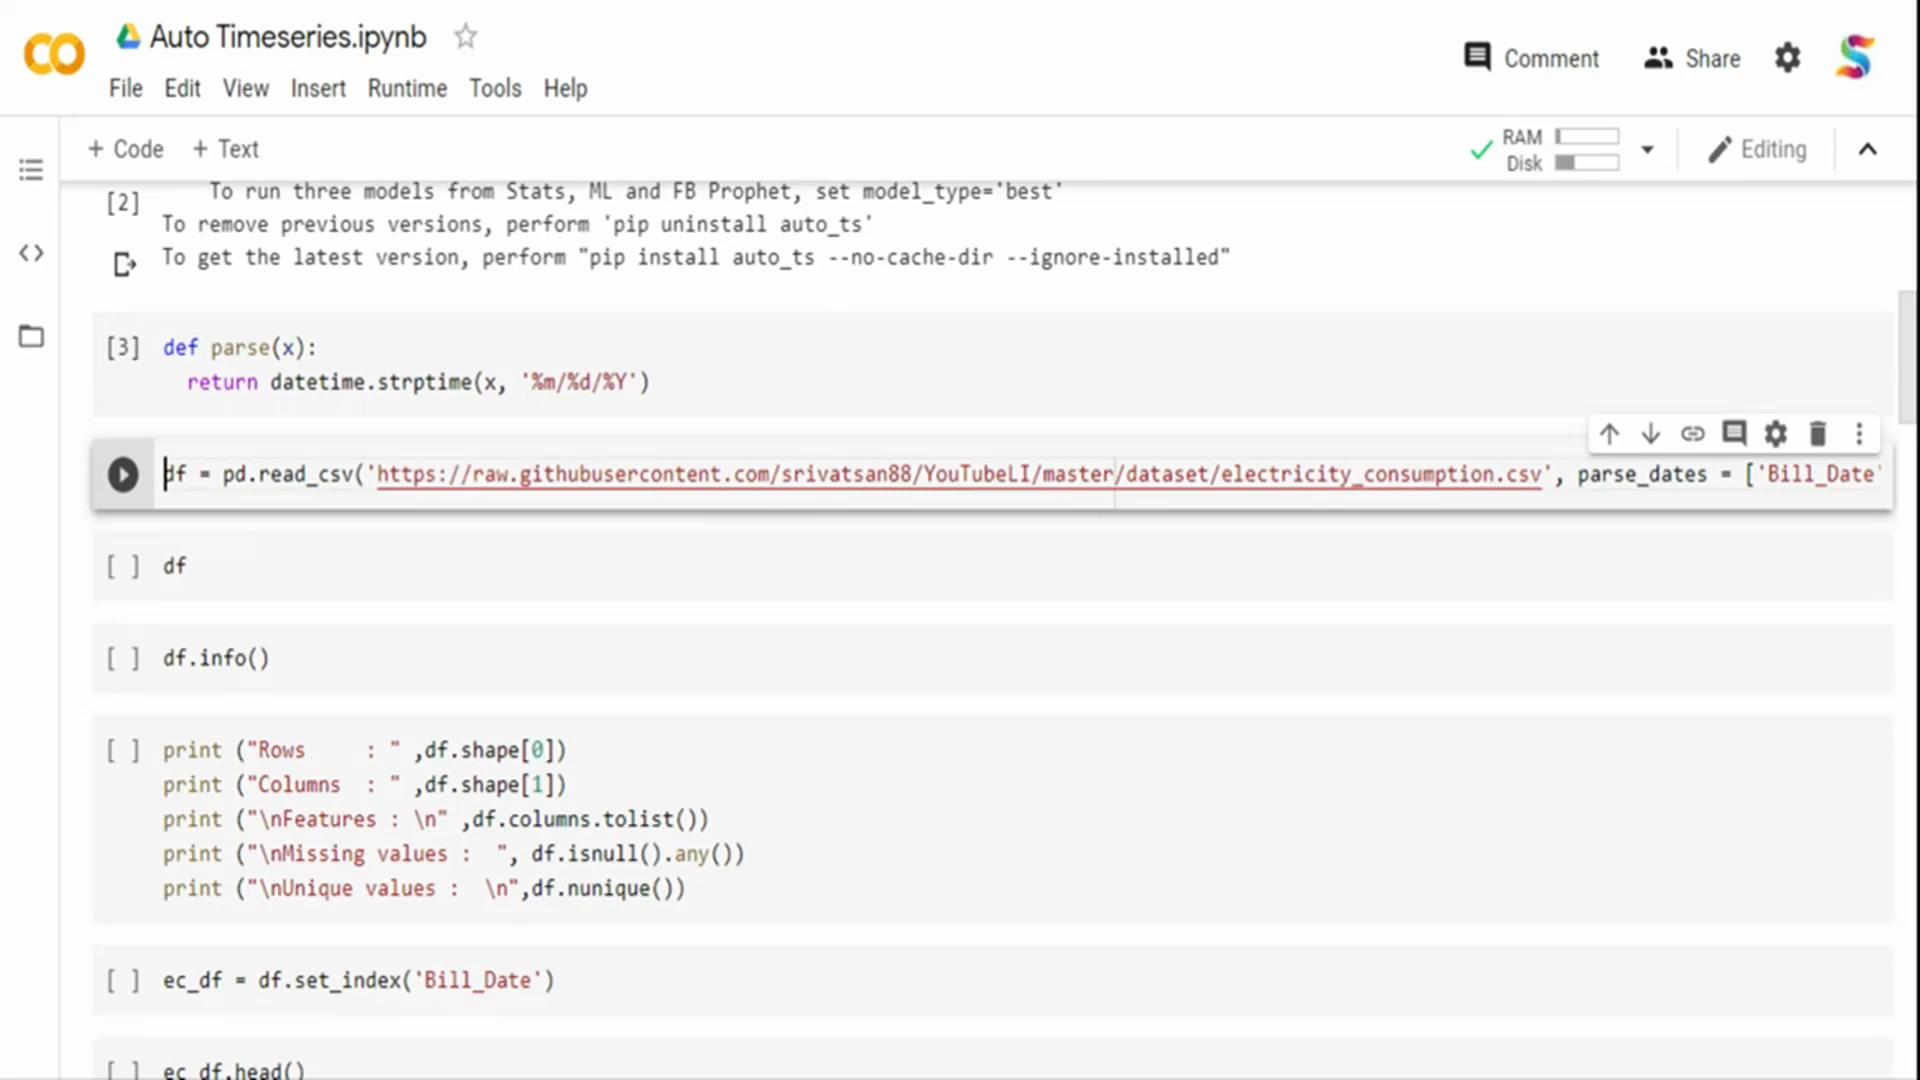 Auto Timeseries.ipynb
File Edit View Insert Runtime Tools Help
Comment Share
+ Code + Text
RAM
Disk
Editing
[2] To run three models from Stats, ML and FB Prophet, set model_type='best'
To remove previous versions, perform 'pip uninstall auto_ts'
To get the latest version, perform "pip install auto_ts --no-cache-dir --ignore-installed"
[3] def parse(x):
return datetime.strptime(x, '%m/%d/%Y')
df = pd.read_csv('https://raw.githubusercontent.com/srivatsan88/YouTubeLI/master/dataset/electricity_consumption.csv', parse_dates = ['Bill_Date'
[ ] df
[ ] df.info()
[ ] print ("Rows     : " ,df.shape[0])
print ("Columns  : " ,df.shape[1])
print ("\nFeatures : \n" ,df.columns.tolist())
print ("\nMissing values :  ", df.isnull().any())
print ("\nUnique values :  \n",df.nunique())
[ ] ec_df = df.set_index('Bill_Date')
[ ] ec_df.head()